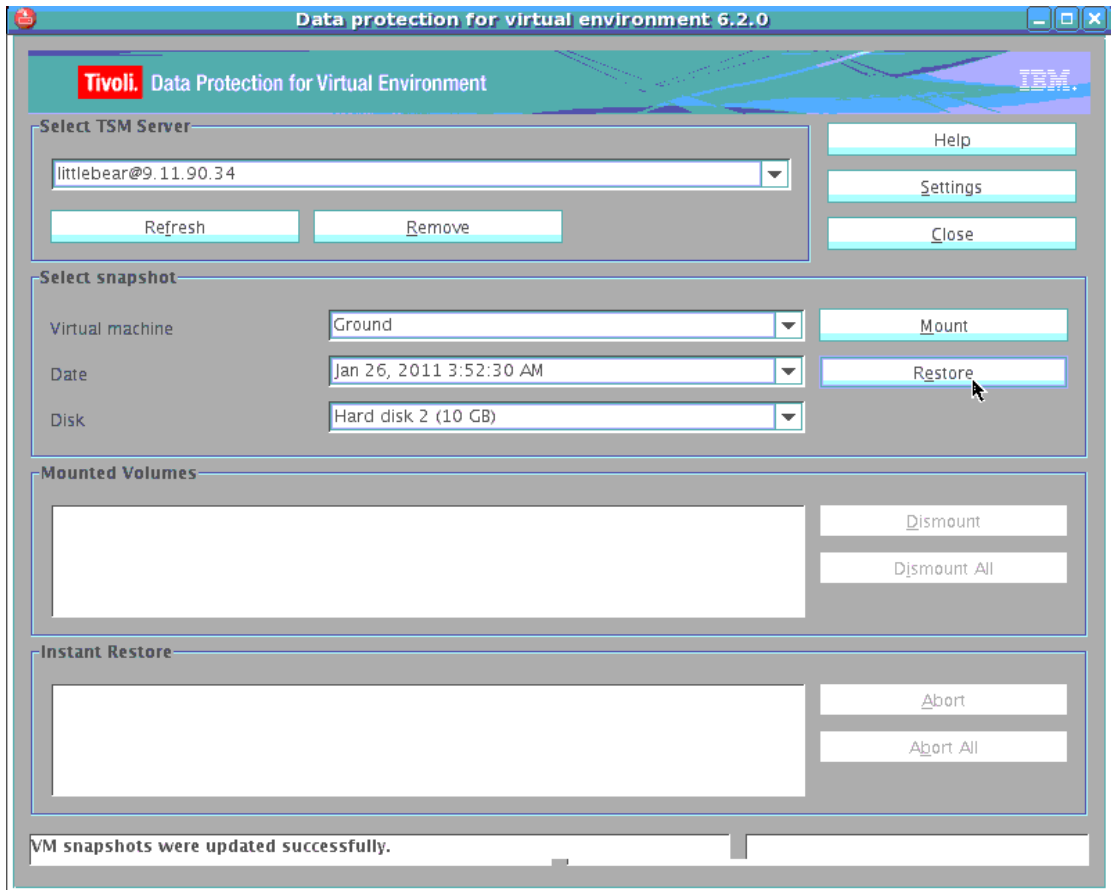 Data protection for virtual environment 6.2.0
Tivoli. Data Protection for Virtual Environment IBM.
Select TSM Server
littlebear@9.11.90.34
Refresh Remove
Help
Settings
Close
Select snapshot
Virtual machine Ground Mount
Date Jan 26, 2011 3:52:30 AM Restore
Disk Hard disk 2 (10 GB)
Mounted Volumes
Dismount
Dismount All
Instant Restore
Abort
Abort All
VM snapshots were updated successfully.